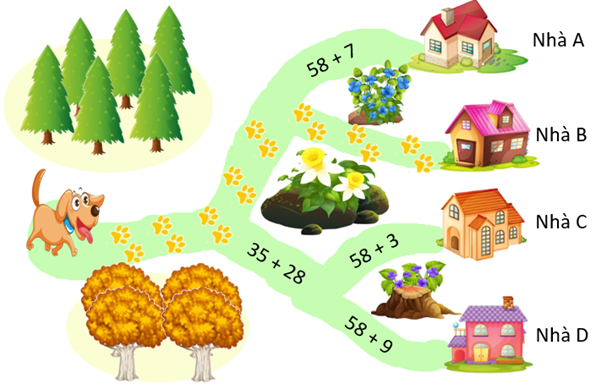 58 + 7
Nhà A
Nhà B
35 + 28
58 + 3
Nhà C
58 + 9
Nhà D